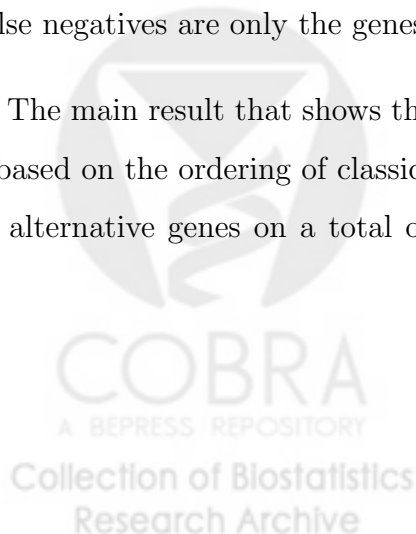 lse negatives are only the genes
The main result that shows th
based on the ordering of classic
alternative genes on a total o
COBRA
A BEPRESS REPOSITORY
Collection of Biostatistics
Research Archive